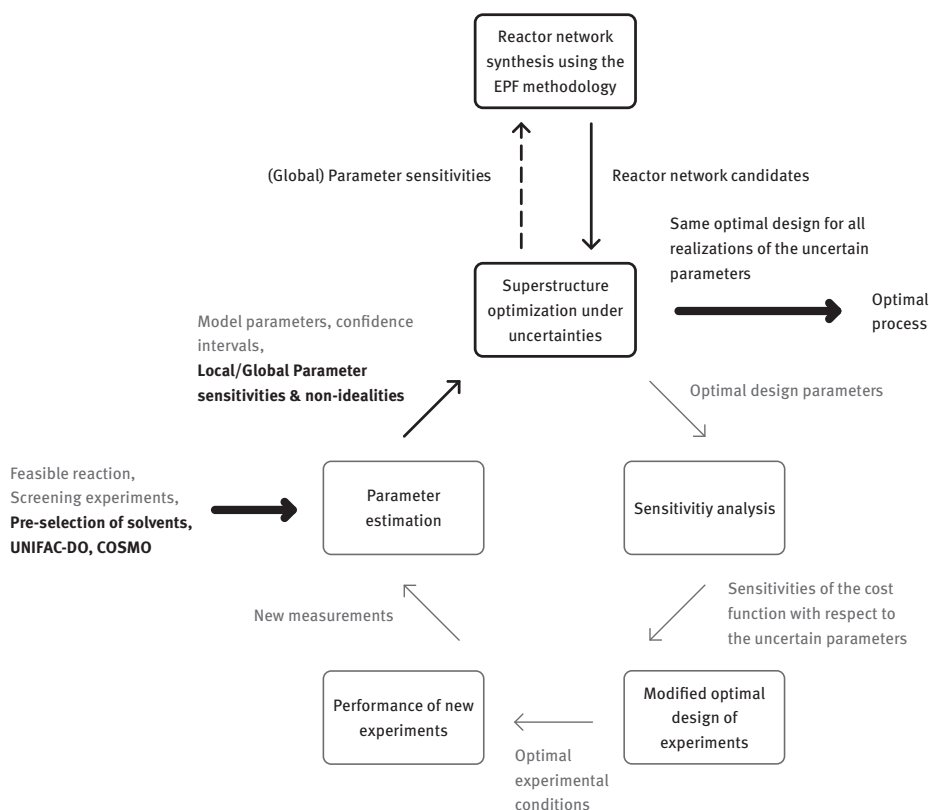 Reactor network
synthesis using the
EPF methodology
(Global) Parameter sensitivities
Reactor network candidates
Same optimal design for all
realizations of the uncertain
parameters
Superstructure
optimization under
uncertainties
Optimal
process
Model parameters, confidence
intervals,
Local/Global Parameter
sensitivities & non-idealities
Optimal design parameters
Feasible reaction,
Screening experiments,
Pre-selection of solvents,
UNIFAC-DO, COSMO
Parameter
estimation
Sensitivitiy analysis
New measurements
Sensitivities of the cost
function with respect to
the uncertain parameters
Performance of new
experiments
Modified optimal
design of
experiments
Optimal
experimental
conditions